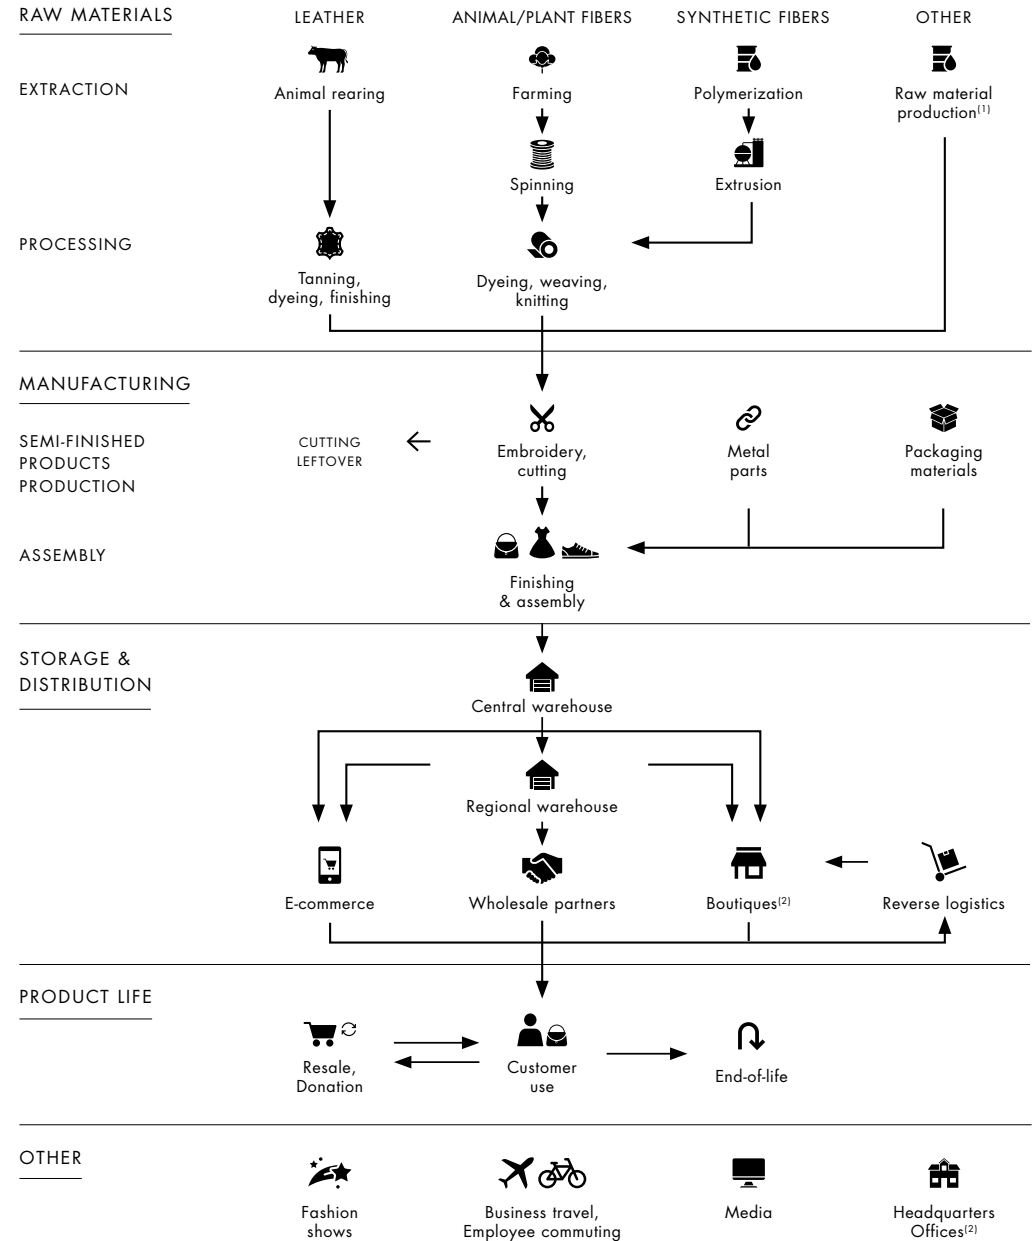 RAW MATERIALS
LEATHER
ANIMAL/PLANT FIBERS
SYNTHETIC FIBERS
OTHER
EXTRACTION
Animal rearing
Farming
Polymerization
Raw material
production(1)
Spinning
Extrusion
PROCESSING
Tanning,
dyeing, finishing
Dyeing, weaving,
knitting
MANUFACTURING
SEMI-FINISHED
PRODUCTS
PRODUCTION
CUTTING
LEFTOVER
Embroidery,
cutting
Metal
parts
Packaging
materials
ASSEMBLY
Finishing
& assembly
STORAGE &
DISTRIBUTION
Central warehouse
Regional warehouse
E-commerce
Wholesale partners
Boutiques(2)
Reverse logistics
PRODUCT LIFE
Resale,
Donation
Customer
use
End-of-life
OTHER
Fashion
shows
Business travel,
Employee commuting
Media
Headquarters
Offices(2)